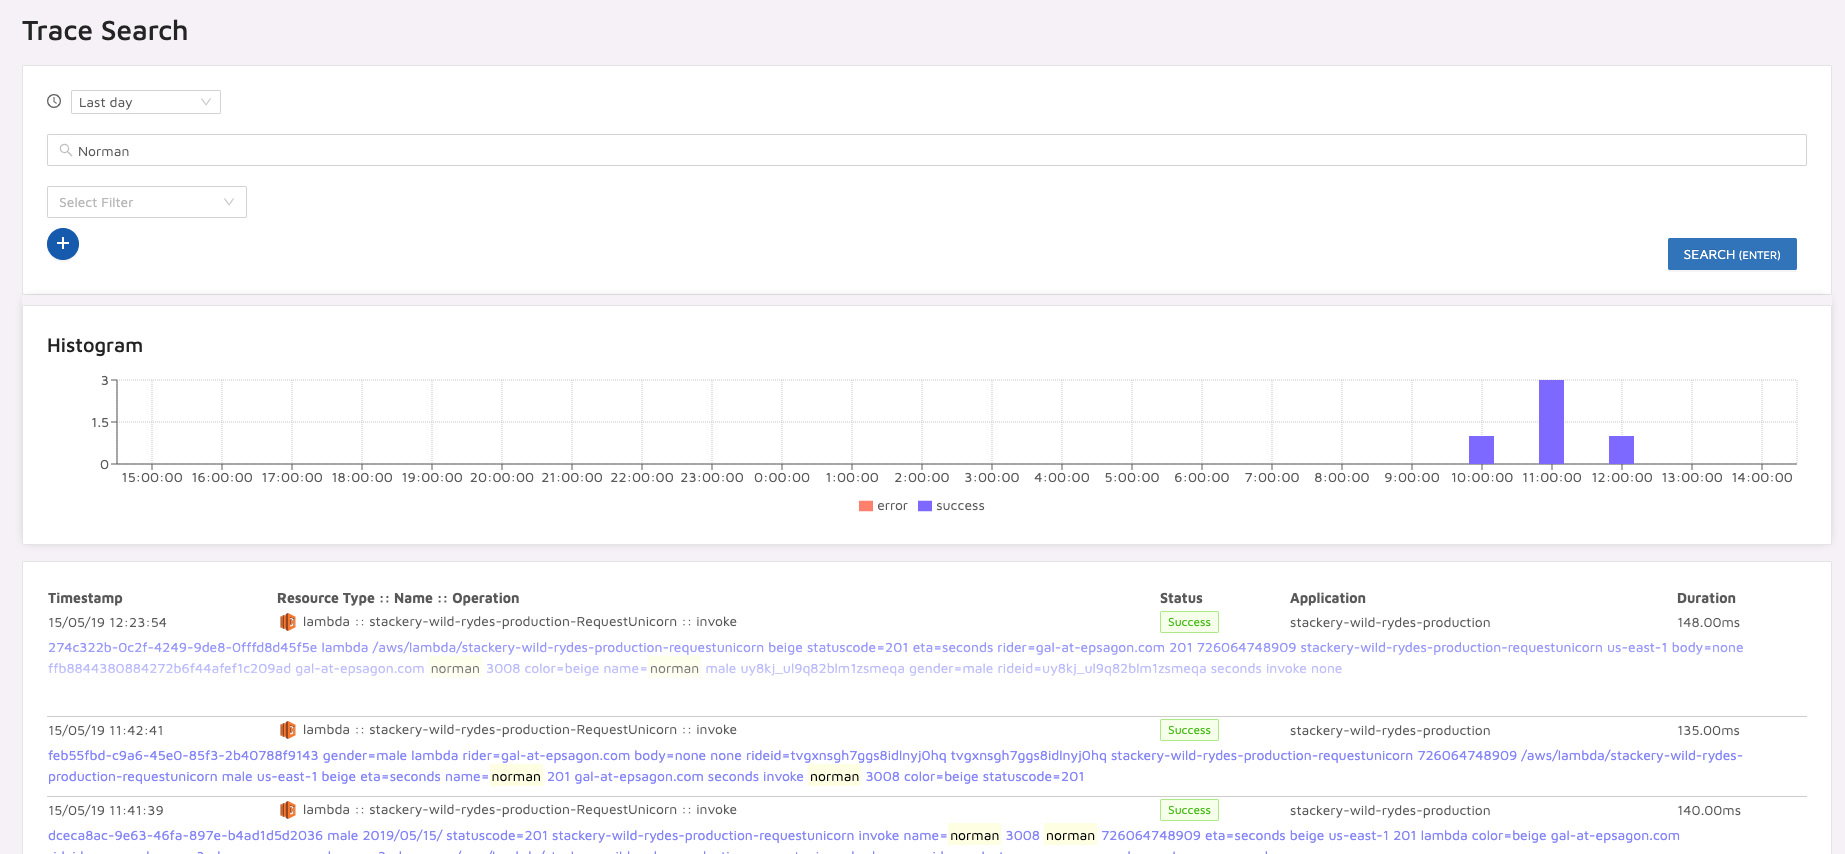 Trace Search
Last day
Norman
Select Filter
+
SEARCH (ENTER)
Histogram
3
1.5
0
15:00:00 16:00:00 17:00:00 18:00:00 19:00:00 20:00:00 21:00:00 22:00:00 23:00:00 0:00:00 1:00:00 2:00:00 3:00:00 4:00:00 5:00:00 6:00:00 7:00:00 8:00:00 9:00:00 10:00:00 11:00:00 12:00:00 13:00:00 14:00:00
error success
Timestamp Resource Type :: Name :: Operation Status Application Duration
15/05/19 12:23:54 lambda :: stackery-wild-rydes-production-RequestUnicorn :: invoke Success stackery-wild-rydes-production 148.00ms
274c322b-0c2f-4249-9de8-0fffd8d45f5e lambda /aws/lambda/stackery-wild-rydes-production-requestunicorn beige statuscode=201 eta=seconds rider=gal-at-epsagon.com 201 726064748909 stackery-wild-rydes-production-requestunicorn us-east-1 body=none
ffb8844380884272b6f44afef1c209ad gal-at-epsagon.com norman 3008 color=beige name=norman male uy8kj_ul9q82blm1zsmeqa gender=male rideid=uy8kj_ul9q82blm1zsmeqa seconds invoke none
15/05/19 11:42:41 lambda :: stackery-wild-rydes-production-RequestUnicorn :: invoke Success stackery-wild-rydes-production 135.00ms
feb55fbd-c9a6-45e0-85f3-2b40788f9143 gender=male lambda rider=gal-at-epsagon.com body=none none rideid=tvgxnsgh7ggs8idlnyj0hq tvgxnsgh7ggs8idlnyj0hq stackery-wild-rydes-production-requestunicorn 726064748909 /aws/lambda/stackery-wild-rydes-
production-requestunicorn male us-east-1 beige eta=seconds name=norman 201 gal-at-epsagon.com seconds invoke norman 3008 color=beige statuscode=201
15/05/19 11:41:39 lambda :: stackery-wild-rydes-production-RequestUnicorn :: invoke Success stackery-wild-rydes-production 140.00ms
dceca8ac-9e63-46fa-897e-b4ad1d5d2036 male 2019/05/15/ statuscode=201 stackery-wild-rydes-production-requestunicorn invoke name=norman 3008 norman 726064748909 eta=seconds beige us-east-1 201 lambda color=beige gal-at-epsagon.com